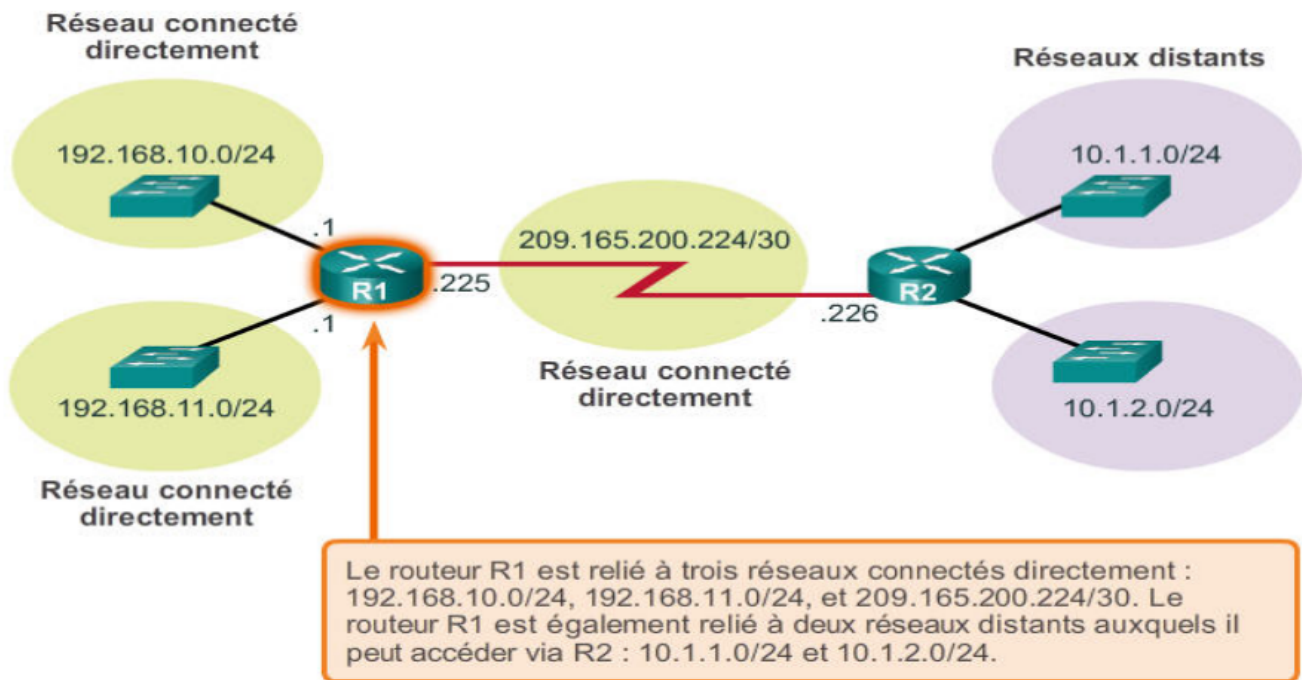 Réseau connecté
directement
Réseaux distants
192.168.10.0/24
10.1.1.0/24
.1
209.165.200.224/30
R1
.225
R2
.226
.1
Réseau connecté
directement
192.168.11.0/24
10.1.2.0/24
Réseau connecté
directement
Le routeur R1 est relié à trois réseaux connectés directement :
192.168.10.0/24, 192.168.11.0/24, et 209.165.200.224/30. Le
routeur R1 est également relié à deux réseaux distants auxquels il
peut accéder via R2 : 10.1.1.0/24 et 10.1.2.0/24.